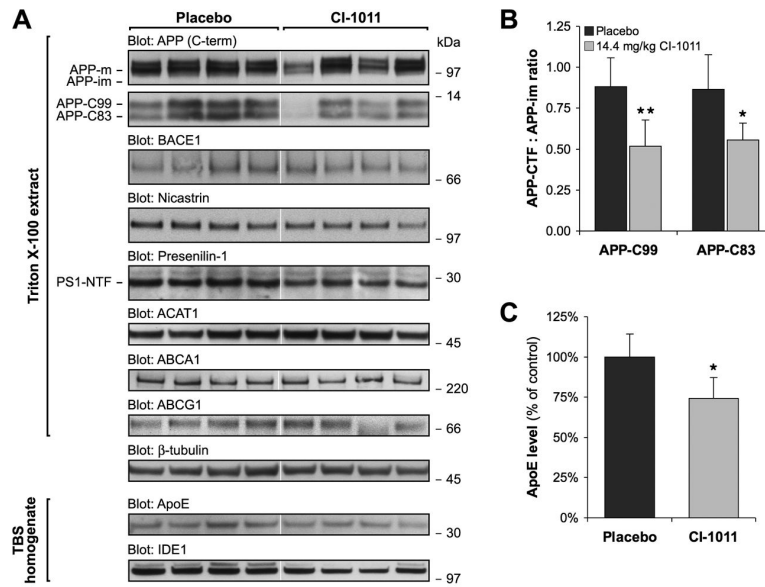 A
Placebo
CI-1011
Blot: APP (C-term)
kDa
APP-m –
APP-im –
– 97
– 14
APP-C99 –
APP-C83 –
Blot: BACE1
– 66
Blot: Nicastrin
– 97
Blot: Presenilin-1
PS1-NTF –
– 30
Blot: ACAT1
– 45
Blot: ABCA1
– 220
Blot: ABCG1
– 66
β-tubulin
– 45
Blot: ApoE
– 30
Blot: IDE1
– 97
Triton X-100 extract
TBS
homogenate
B
Placebo
14.4 mg/kg CI-1011
APP-CTF : APP-im ratio
1.25
1.00
0.75
0.50
0.25
0.00
**
*
APP-C99
APP-C83
C
ApoE level (% of control)
125%
100%
75%
50%
25%
0%
*
Placebo
CI-1011